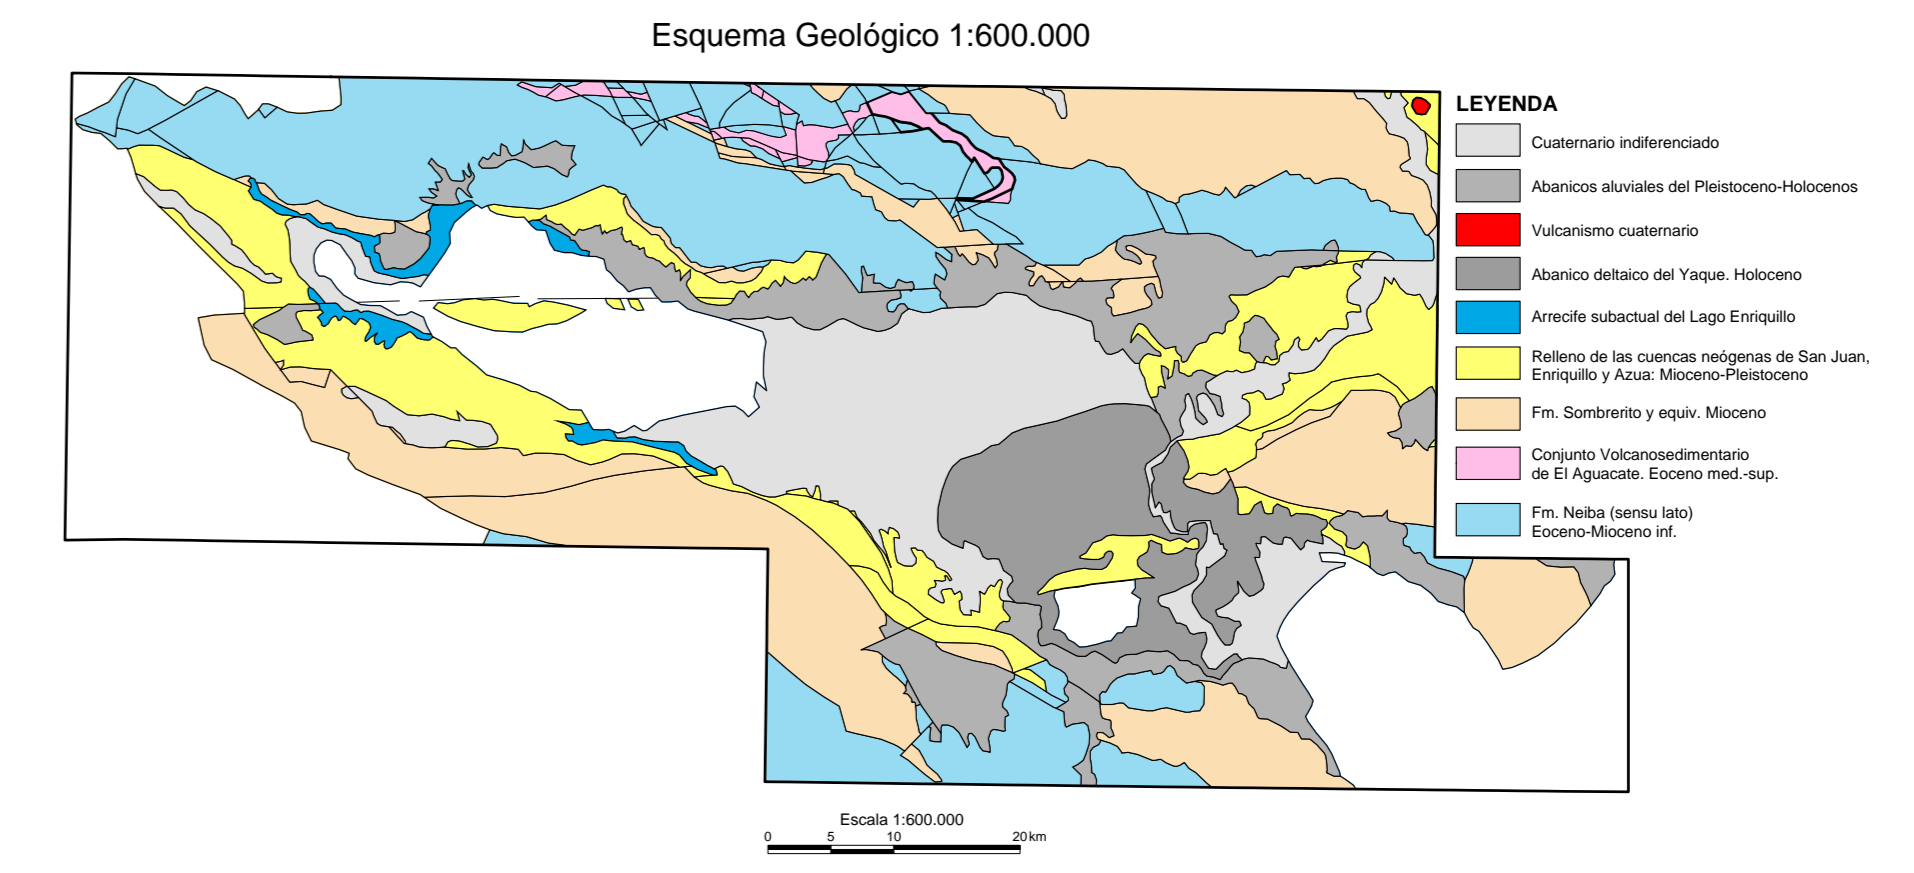 Esquema Geológico 1:600.000
LEYENDA
Cuaternario indiferenciado
Abanicos aluviales del Pleistoceno-Holocenos
Vulcanismo cuaternario
Abanico deltaico del Yaque. Holoceno
Arrecife subactual del Lago Enriquillo
Relleno de las cuencas neógenas de San Juan,
Enriquillo y Azua: Mioceno-Pleistoceno
Fm. Sombrerito y equiv. Mioceno
Conjunto Volcanosedimentario
de El Aguacate. Eoceno med.-sup.
Fm. Neiba (sensu lato)
Eoceno-Mioceno inf.
Escala 1:600.000
0 5 10 20 km